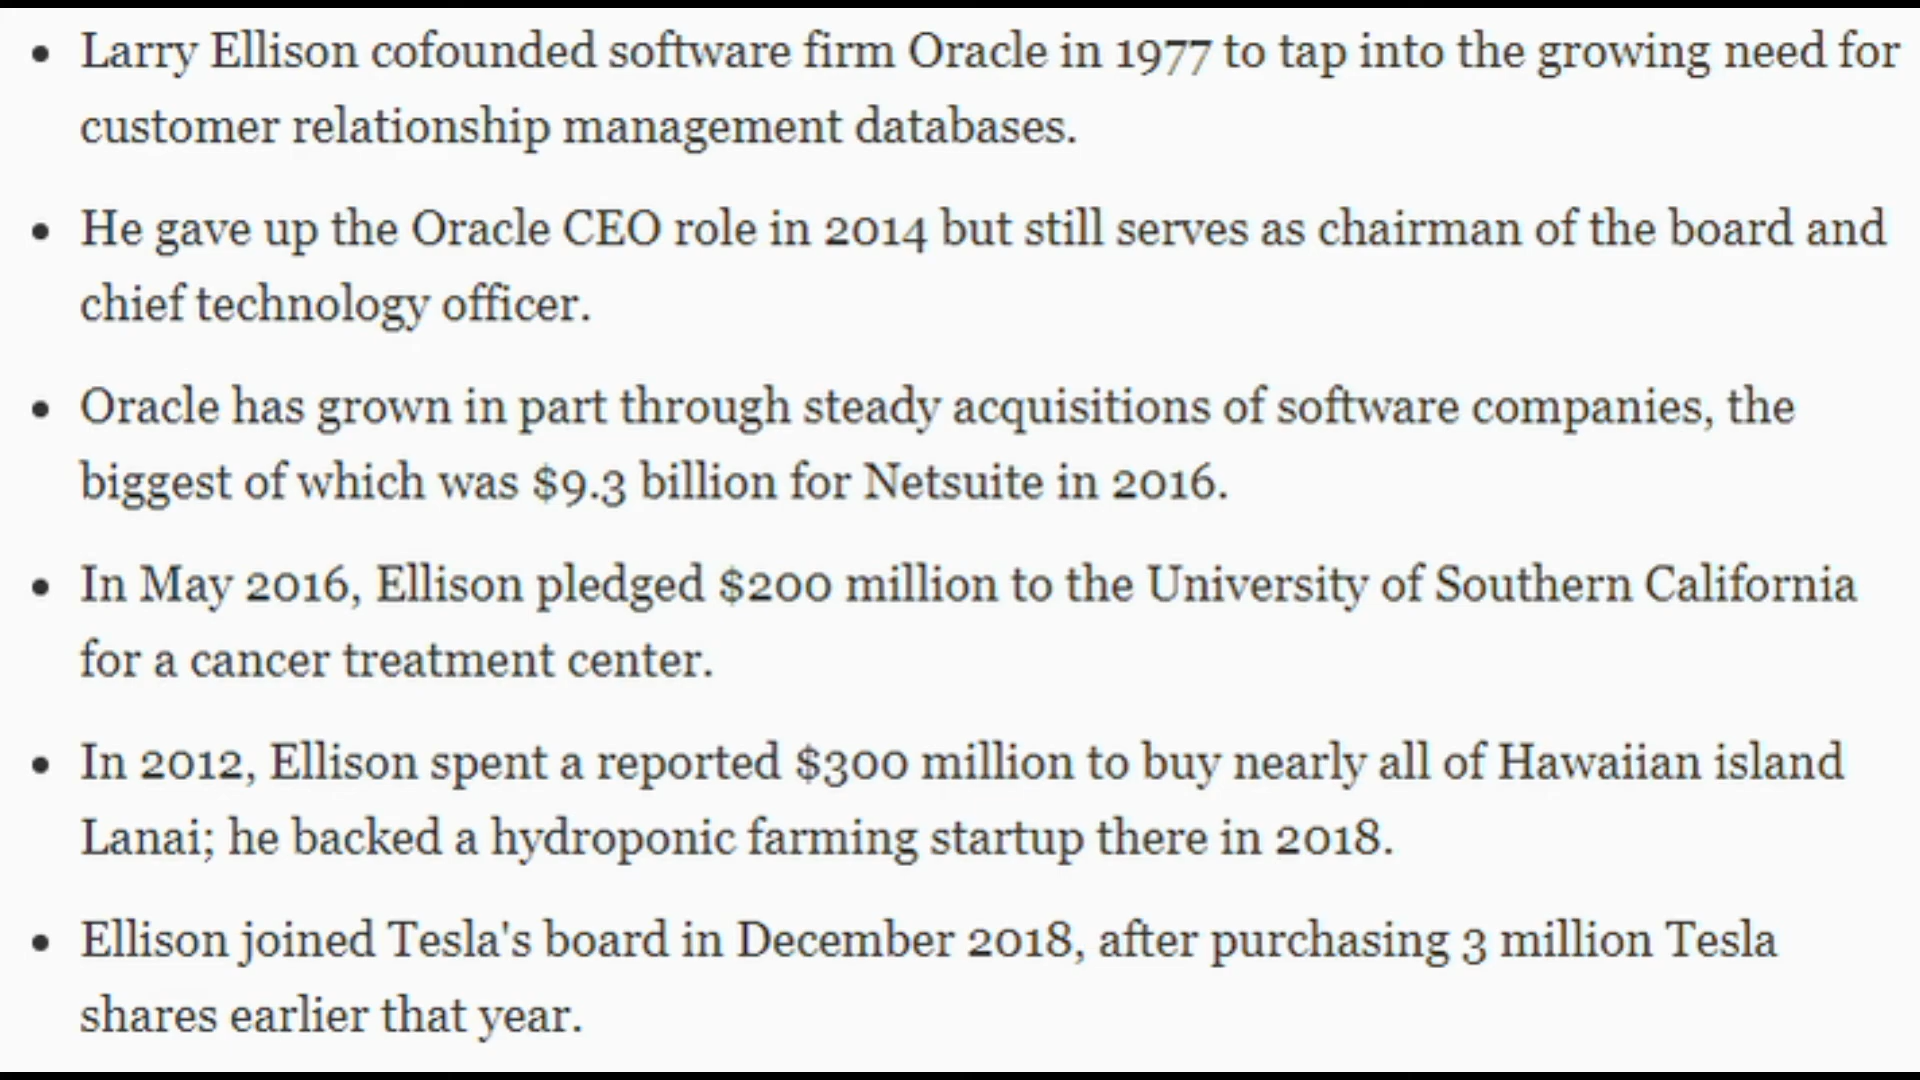 • Larry Ellison cofounded software firm Oracle in 1977 to tap into the growing need for
customer relationship management databases.
• He gave up the Oracle CEO role in 2014 but still serves as chairman of the board and
chief technology officer.
• Oracle has grown in part through steady acquisitions of software companies, the
biggest of which was $9.3 billion for Netsuite in 2016.
• In May 2016, Ellison pledged $200 million to the University of Southern California
for a cancer treatment center.
• In 2012, Ellison spent a reported $300 million to buy nearly all of Hawaiian island
Lanai; he backed a hydroponic farming startup there in 2018.
• Ellison joined Tesla's board in December 2018, after purchasing 3 million Tesla
shares earlier that year.